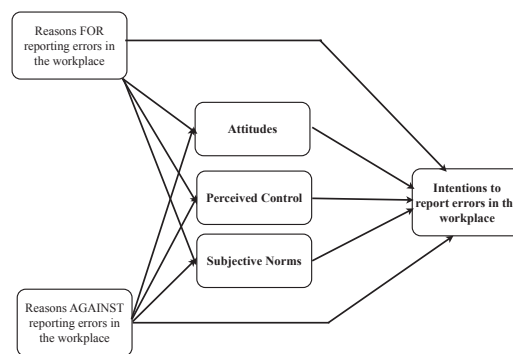 Reasons FOR
reporting errors in
the workplace
Attitudes
Perceived Control
Subjective Norms
Intentions to
report errors in the
workplace
Reasons AGAINST
reporting errors in
the workplace